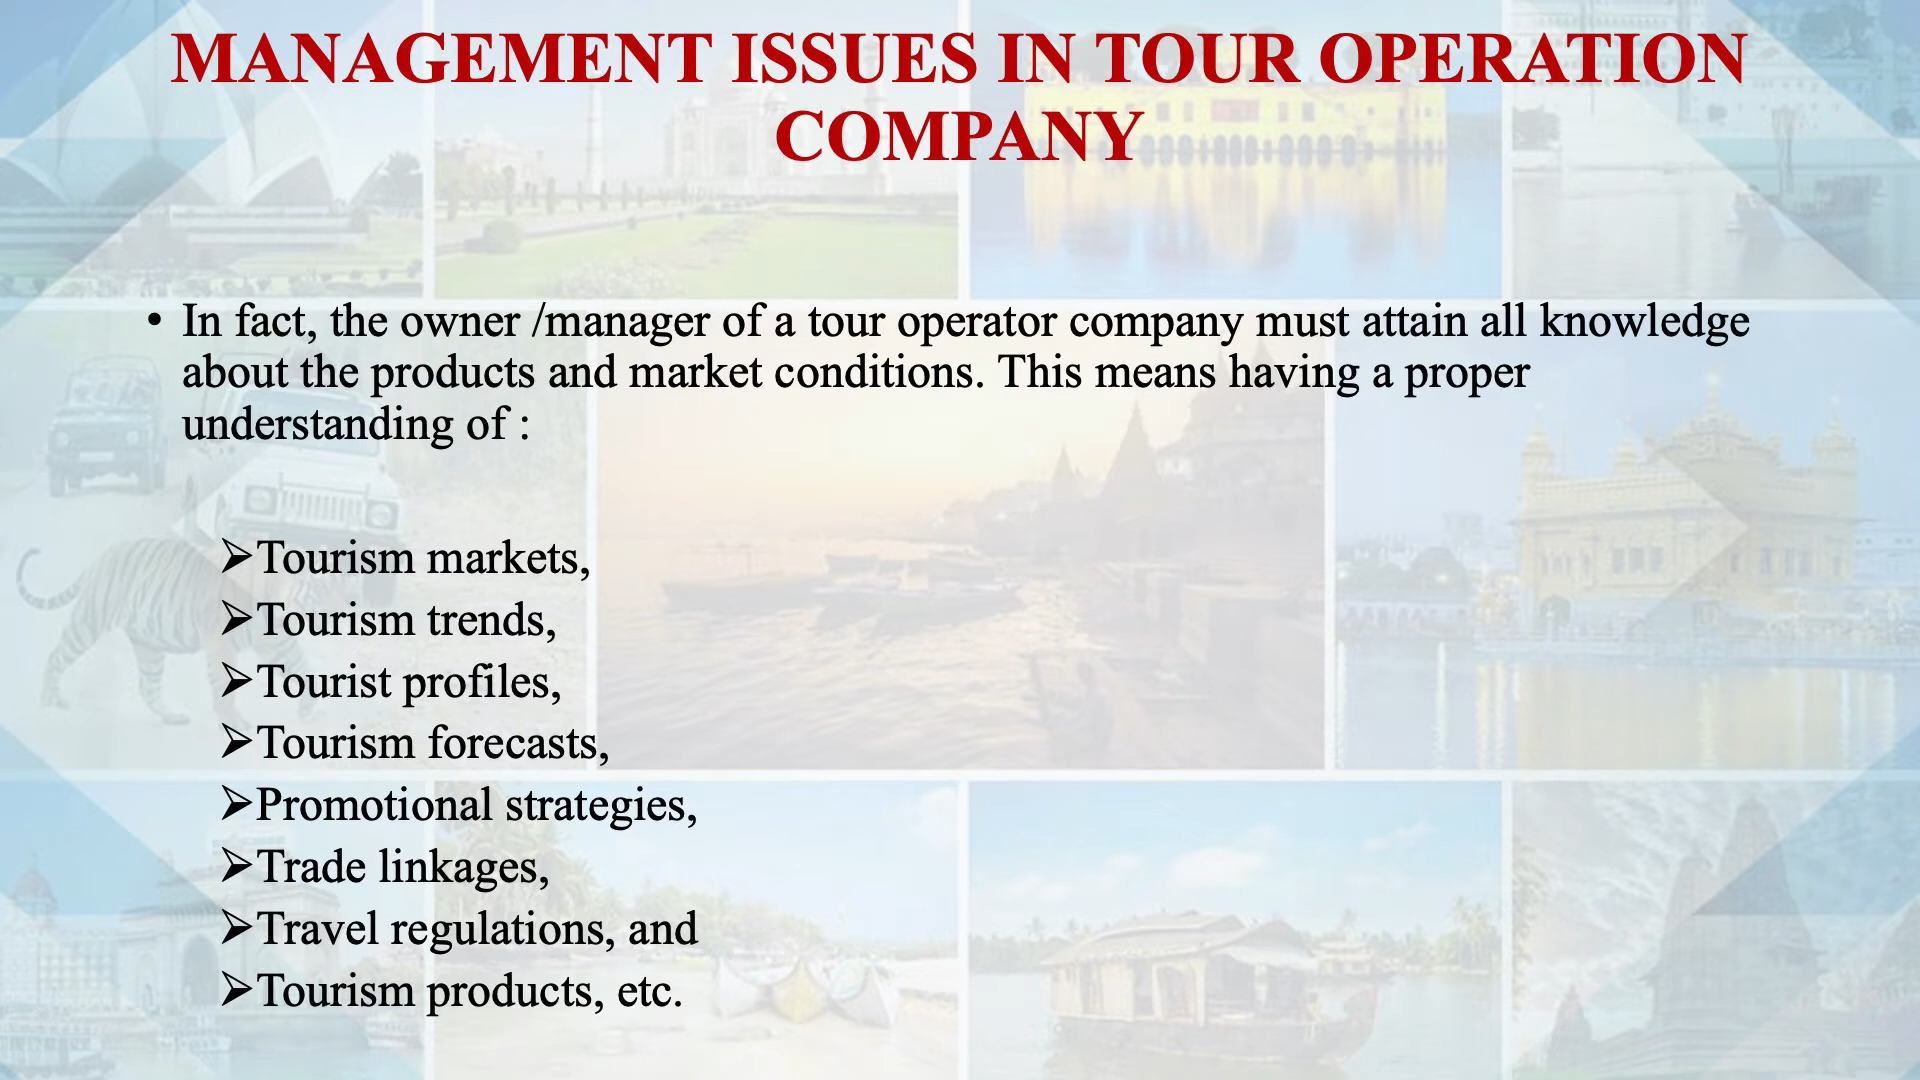 MANAGEMENT ISSUES IN TOUR OPERATION
COMPANY
• In fact, the owner /manager of a tour operator company must attain all knowledge
about the products and market conditions. This means having a proper
understanding of :
➢Tourism markets,
➢Tourism trends,
➢Tourist profiles,
➢Tourism forecasts,
➢Promotional strategies,
➢Trade linkages,
➢Travel regulations, and
➢Tourism products, etc.